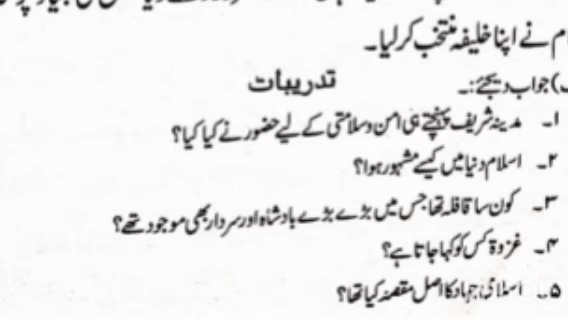 نے اپنا خلیفہ منتخب کرلیا۔
تدریبات
) جواب دیجئے:۔
۱۔ مدینہ شریف پہنچتے ہی امن وسلامتی کے لیے حضور نے کیا کیا؟
۲۔ اسلام دنیا میں کیسے مشہور ہوا؟
۳۔ کون سا قافلہ تھا جس میں بڑے بڑے بادشاہ اور سردار بھی موجود تھے؟
۴۔ غزوۃ کس کو کہا جاتا ہے؟
۵۔ اسلامی جہاد کا اصل مقصد کیا تھا؟